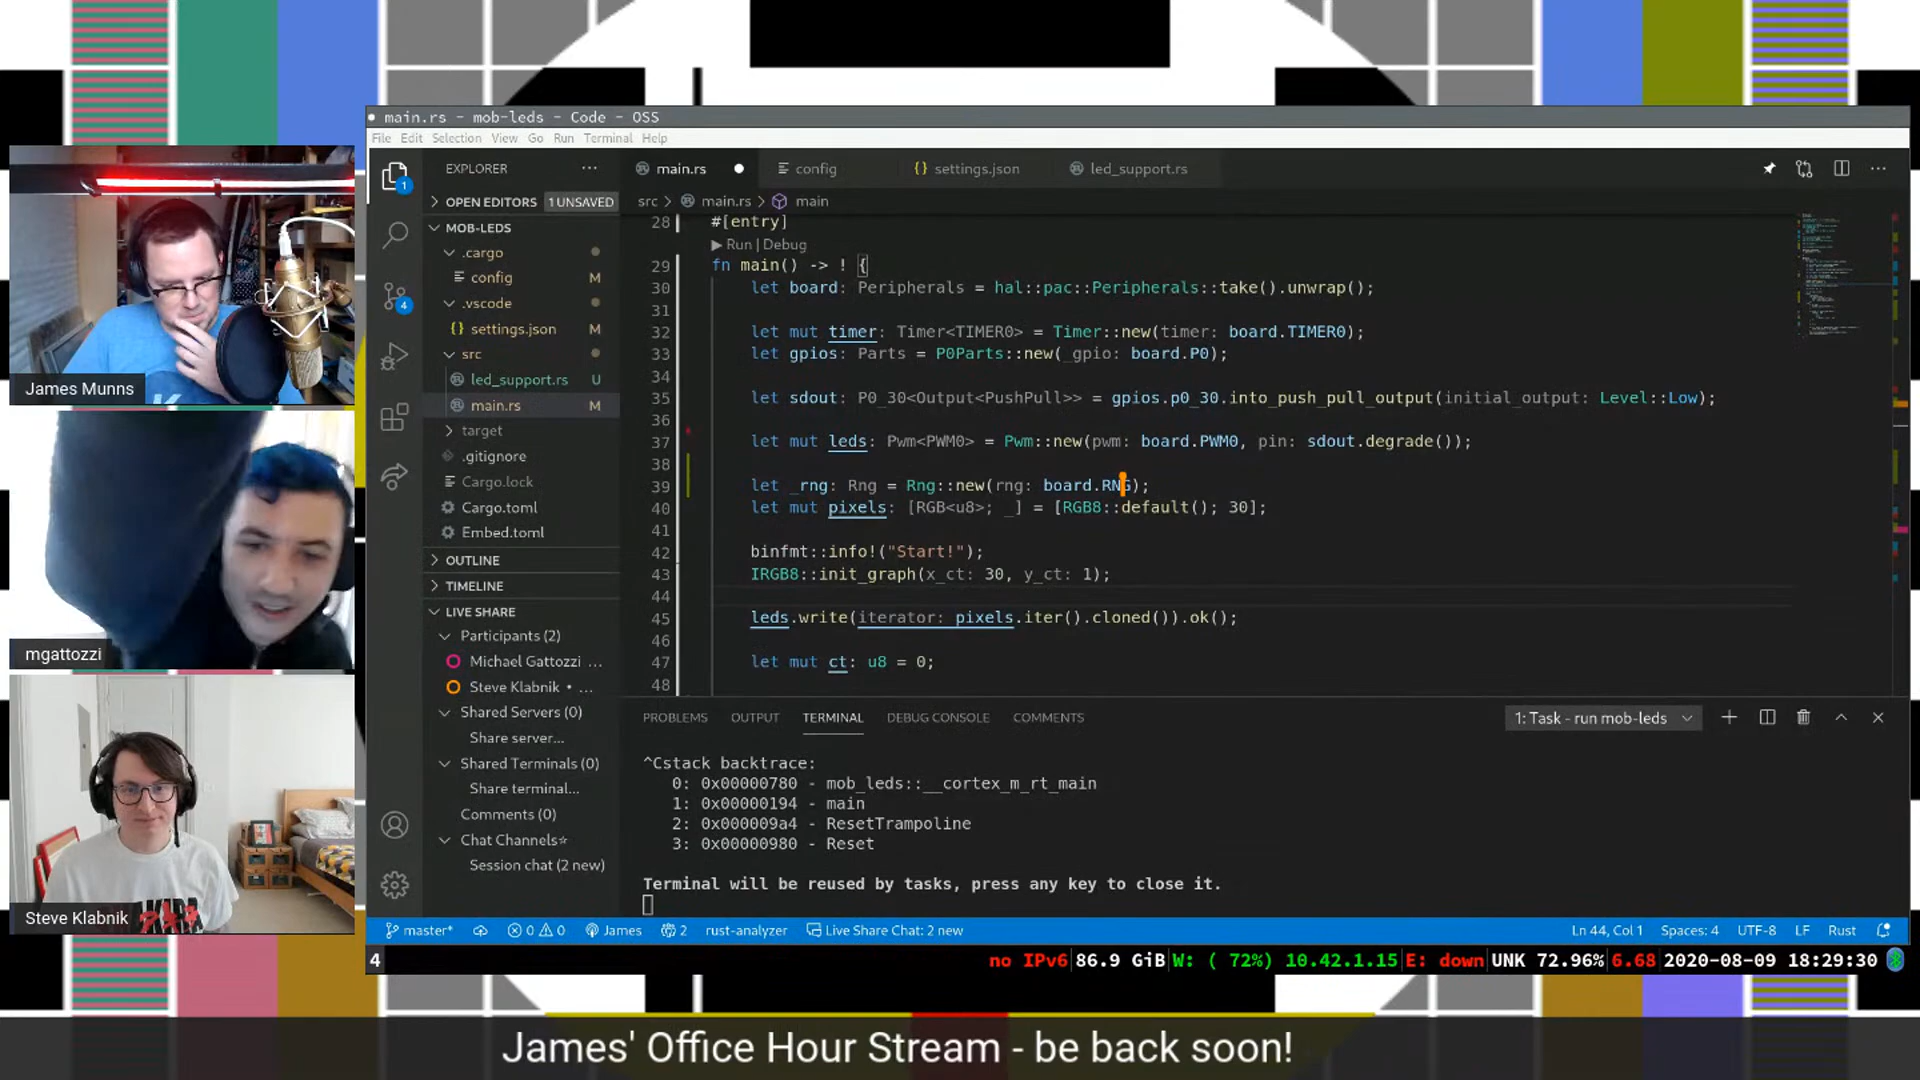 main.rs - mob-leds - Code - OSS
File Edit Selection View Go Run Terminal Help
EXPLORER
1
main.rs
config
settings.json
led_support.rs
OPEN EDITORS 1 UNSAVED
src > main.rs > main
MOB-LEDS
.cargo
config M
.vscode
settings.json M
src
led_support.rs U
main.rs M
target
.gitignore
Cargo.lock
Cargo.toml
Embed.toml
OUTLINE
TIMELINE
LIVE SHARE
Participants (2)
Michael Gattozzi ...
Steve Klabnik • ...
Shared Servers (0)
Share server...
Shared Terminals (0)
Share terminal...
Comments (0)
Chat Channels☆
Session chat (2 new)
4
28 #[entry]
Run | Debug
29 fn main() -> ! {
30 let board: Peripherals = hal::pac::Peripherals::take().unwrap();
31
32 let mut timer: Timer<TIMER0> = Timer::new(timer: board.TIMER0);
33 let gpios: Parts = P0Parts::new(_gpio: board.P0);
34
35 let sdout: P0_30<Output<PushPull>> = gpios.p0_30.into_push_pull_output(initial_output: Level::Low);
36
37 let mut leds: Pwm<PWM0> = Pwm::new(pwm: board.PWM0, pin: sdout.degrade());
38
39 let _rng: Rng = Rng::new(rng: board.RNG);
40 let mut pixels: [RGB<u8>; _] = [RGB8::default(); 30];
41
42 binfmt::info!("Start!");
43 IRGB8::init_graph(x_ct: 30, y_ct: 1);
44
45 leds.write(iterator: pixels.iter().cloned()).ok();
46
47 let mut ct: u8 = 0;
48
PROBLEMS OUTPUT TERMINAL DEBUG CONSOLE COMMENTS
1: Task - run mob-leds
^Cstack backtrace:
0: 0x00000780 - mob_leds::__cortex_m_rt_main
1: 0x00000194 - main
2: 0x000009a4 - ResetTrampoline
3: 0x00000980 - Reset
Terminal will be reused by tasks, press any key to close it.
master* 0 0 James 2 rust-analyzer Live Share Chat: 2 new
Ln 44, Col 1 Spaces: 4 UTF-8 LF Rust
4
no IPv6|86.9 GiB|W: ( 72%) 10.42.1.15|E: down|UNK 72.96%|6.68|2020-08-09 18:29:30
James Munns
mgattozzi
Steve Klabnik
James' Office Hour Stream - be back soon!